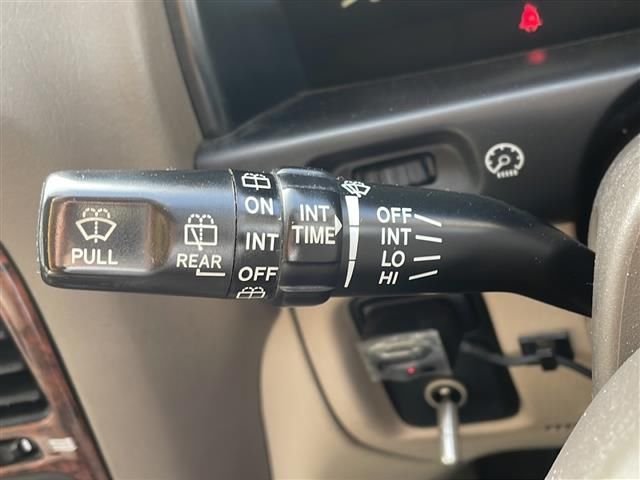 PULL
REAR
ON
INT
OFF
INT
TIME
OFF
INT
LO
HI